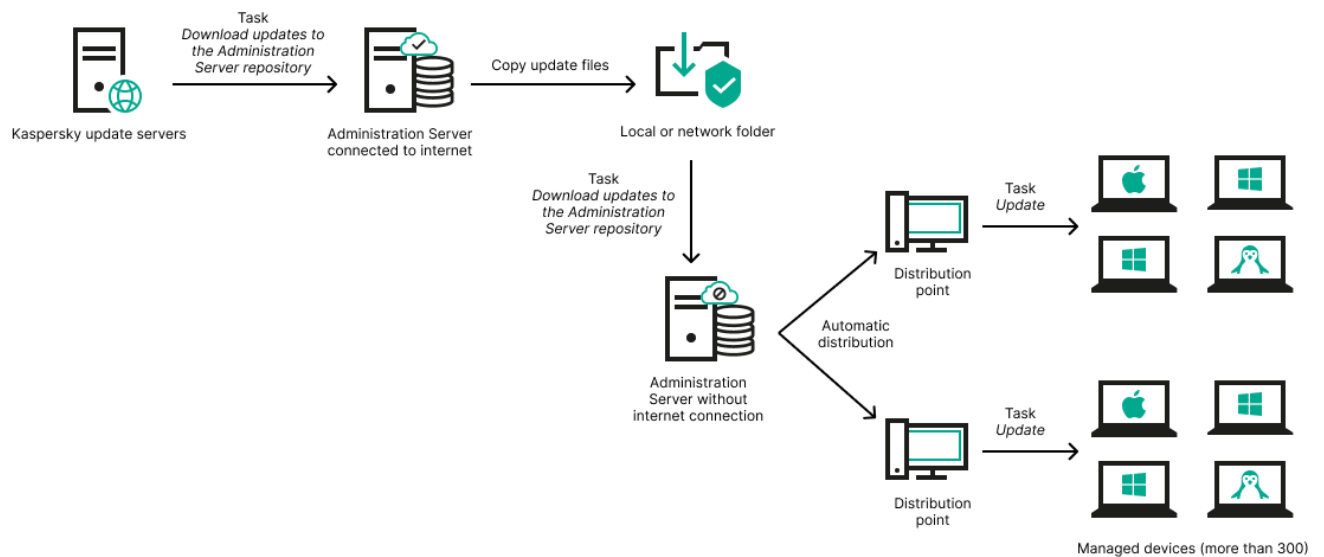 Task
Download updates to
the Administration
Server repository
Copy update files
Kaspersky update servers
Administration Server
connected to internet
Local or network folder
Task
Download updates to
the Administration
Server repository
Task
Update
Distribution
point
Administration
Server without
internet connection
Automatic
distribution
Task
Update
Distribution
point
Managed devices (more than 300)